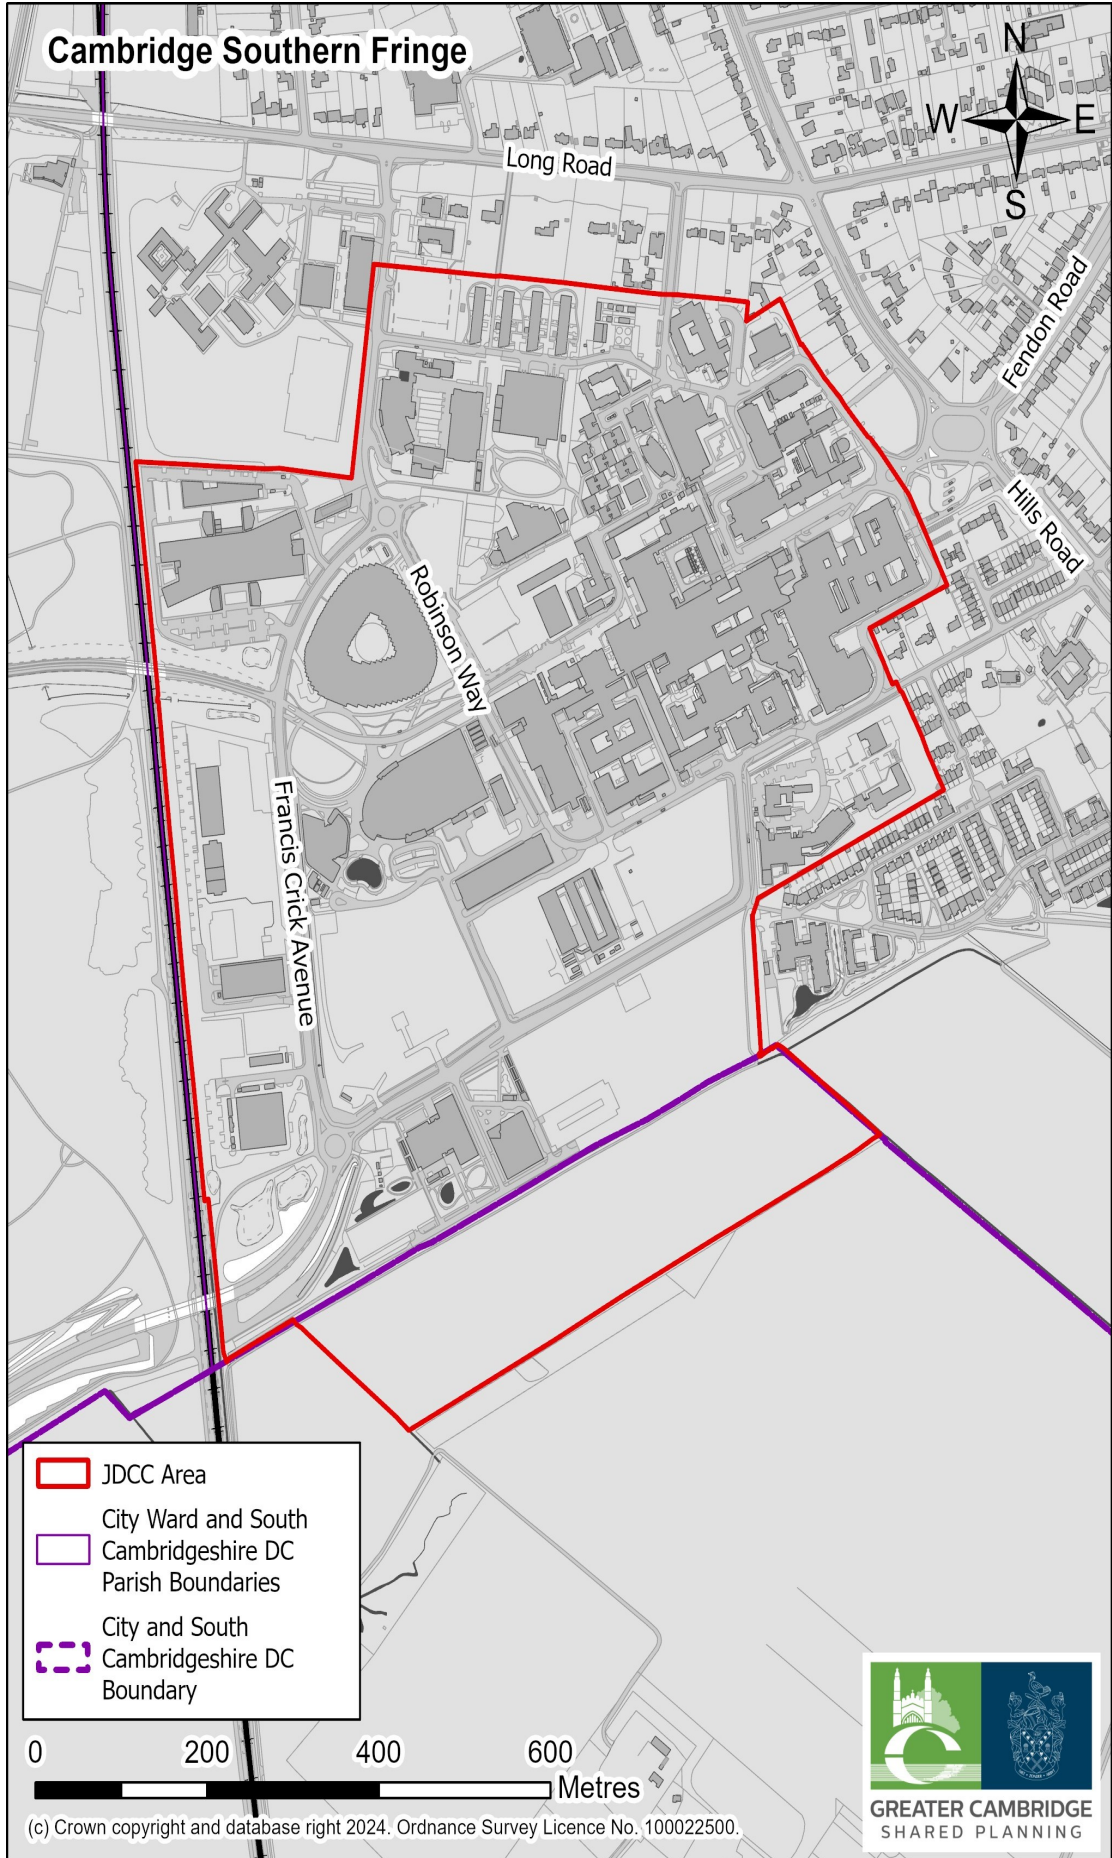 Cambridge Southern Fringe
N
W
E
S
Long Road
Fendon Road
Hills Road
Robinson Way
Francis Crick Avenue
JDCC Area
City Ward and South
Cambridgeshire DC
Parish Boundaries
City and South
Cambridgeshire DC
Boundary
0 200 400 600
Metres
(c) Crown copyright and database right 2024. Ordnance Survey Licence No. 100022500.
GREATER CAMBRIDGE
SHARED PLANNING